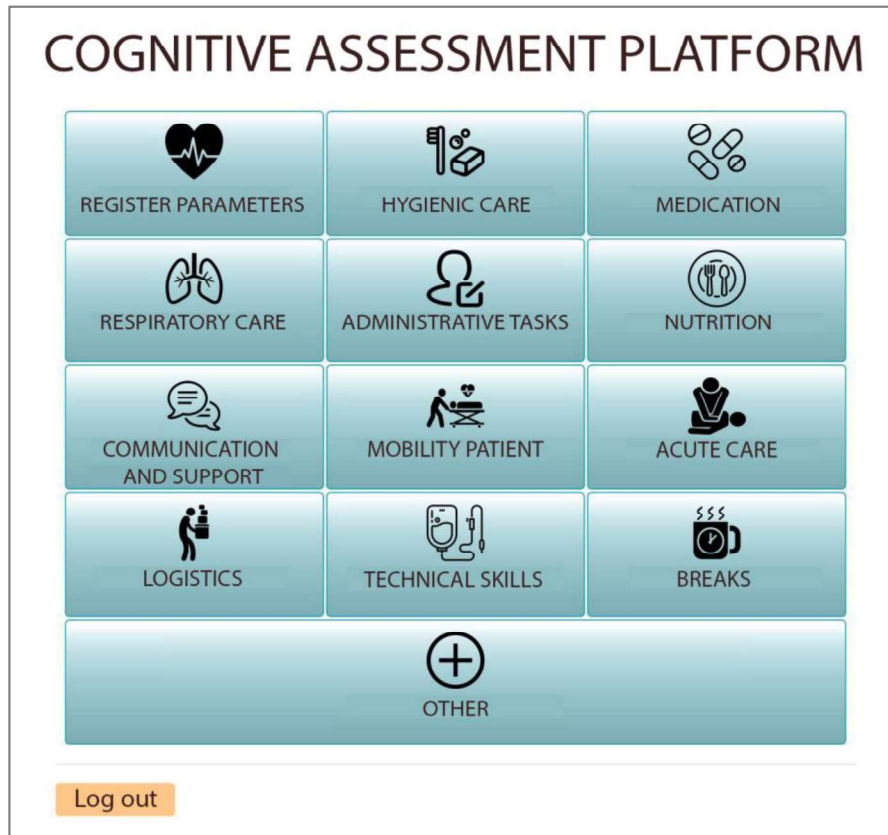 COGNITIVE ASSESSMENT PLATFORM
REGISTER PARAMETERS
HYGIENIC CARE
MEDICATION
RESPIRATORY CARE
ADMINISTRATIVE TASKS
NUTRITION
COMMUNICATION
AND SUPPORT
MOBILITY PATIENT
ACUTE CARE
LOGISTICS
TECHNICAL SKILLS
BREAKS
OTHER
Log out